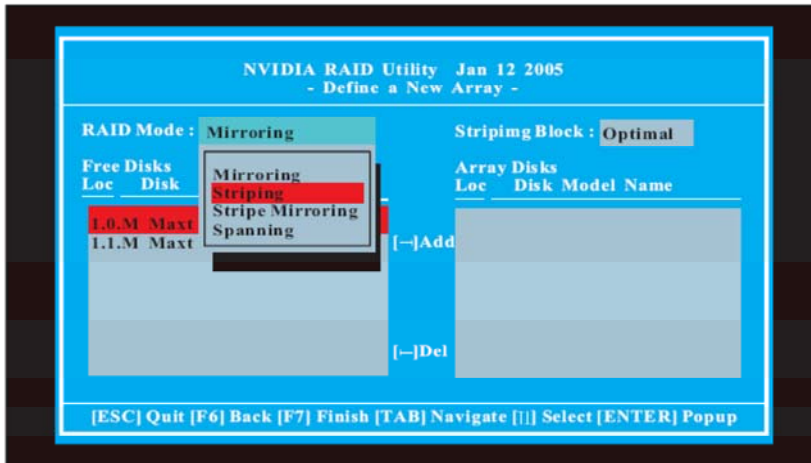 NVIDIA RAID Utility Jan 12 2005
- Define a New Array -
RAID Mode : Mirroring
Stripimg Block : Optimal
Free Disks
Loc Disk
Array Disks
Loc Disk Model Name
Mirroring
Striping
Stripe Mirroring
Spanning
1.0.M Maxt
1.1.M Maxt
[→]Add
[←]Del
[ESC] Quit [F6] Back [F7] Finish [TAB] Navigate [↑↓] Select [ENTER] Popup